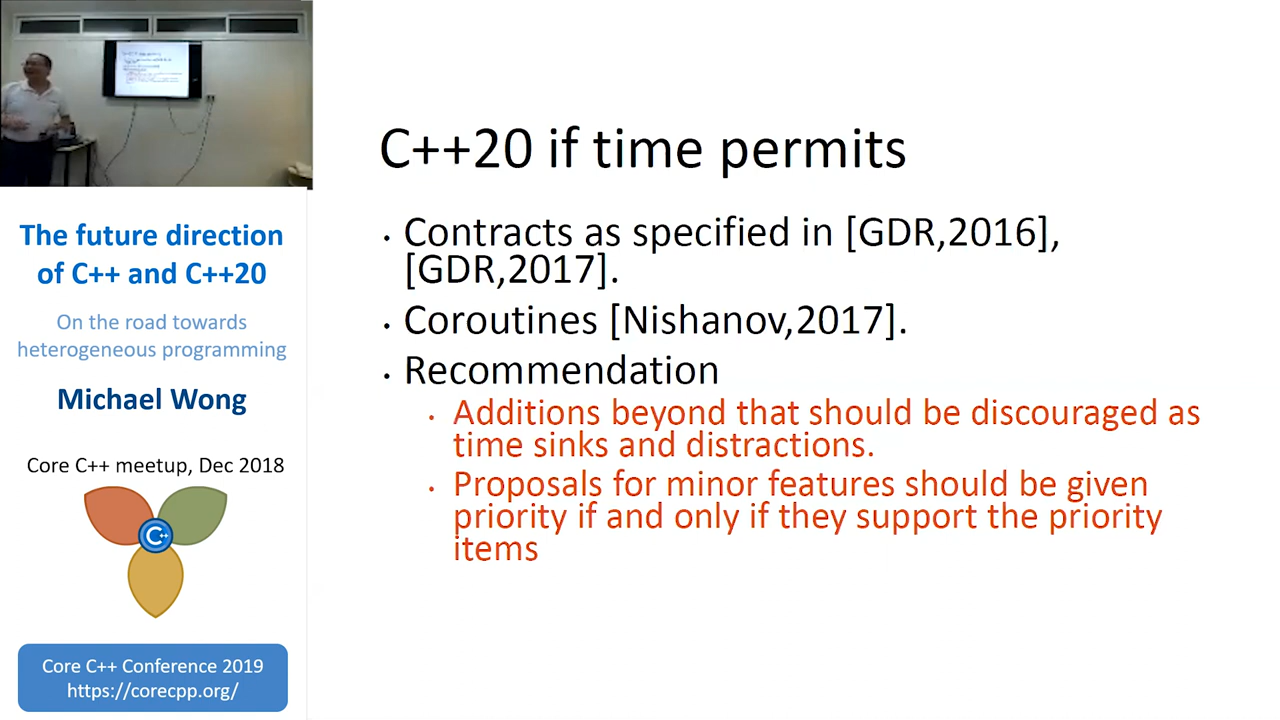 The future direction
of C++ and C++20
On the road towards
heterogeneous programming
Michael Wong
Core C++ meetup, Dec 2018
C++
Core C++ Conference 2019
https://corecpp.org/
C++20 if time permits
• Contracts as specified in [GDR,2016],
[GDR,2017].
• Coroutines [Nishanov,2017].
• Recommendation
• Additions beyond that should be discouraged as
time sinks and distractions.
• Proposals for minor features should be given
priority if and only if they support the priority
items